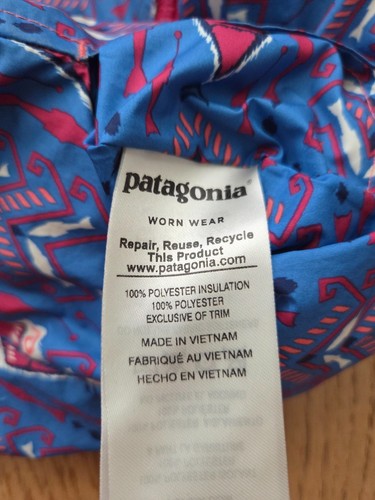 patagonia®
WORN WEAR
Repair, Reuse, Recycle
This Product
www.patagonia.com
100% POLYESTER INSULATION
100% POLYESTER
EXCLUSIVE OF TRIM
MADE IN VIETNAM
FABRIQUÉ AU VIETNAM
HECHO EN VIETNAM